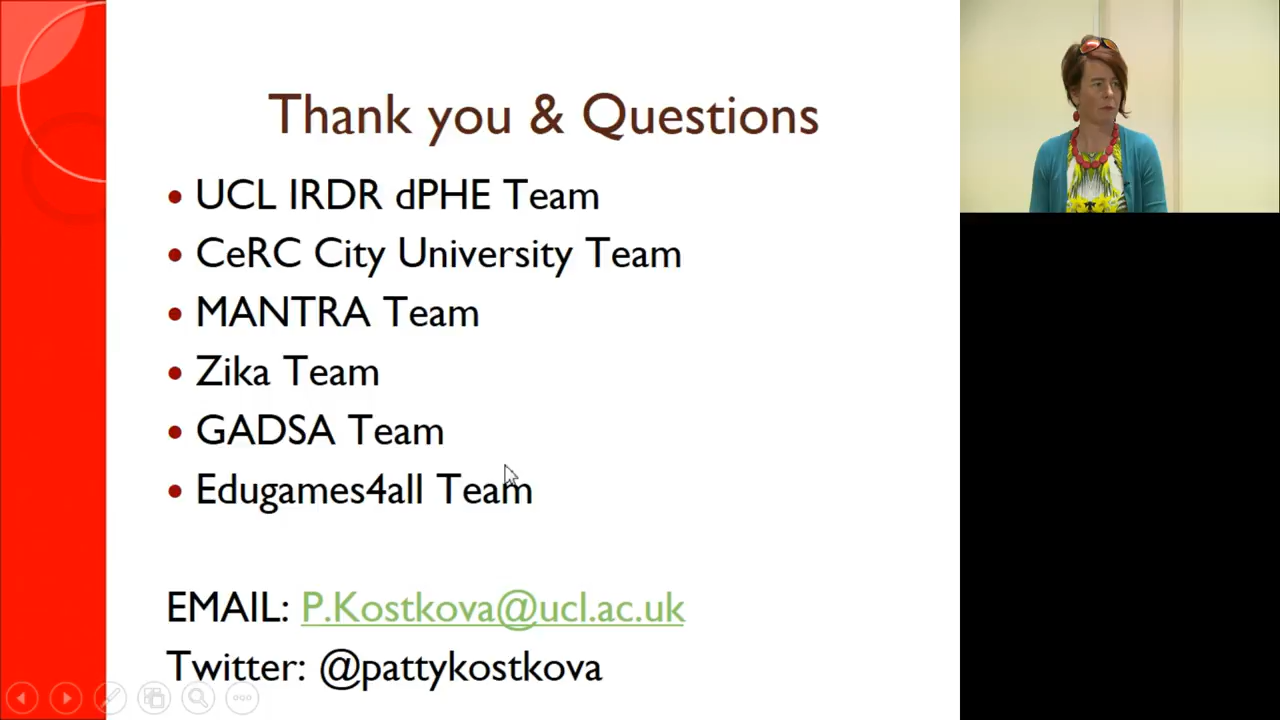 Thank you & Questions
• UCL IRDR dPHE Team
• CeRC City University Team
• MANTRA Team
• Zika Team
• GADSA Team
• Edugames4all Team
EMAIL: P.Kostkova@ucl.ac.uk
Twitter: @pattykostkova